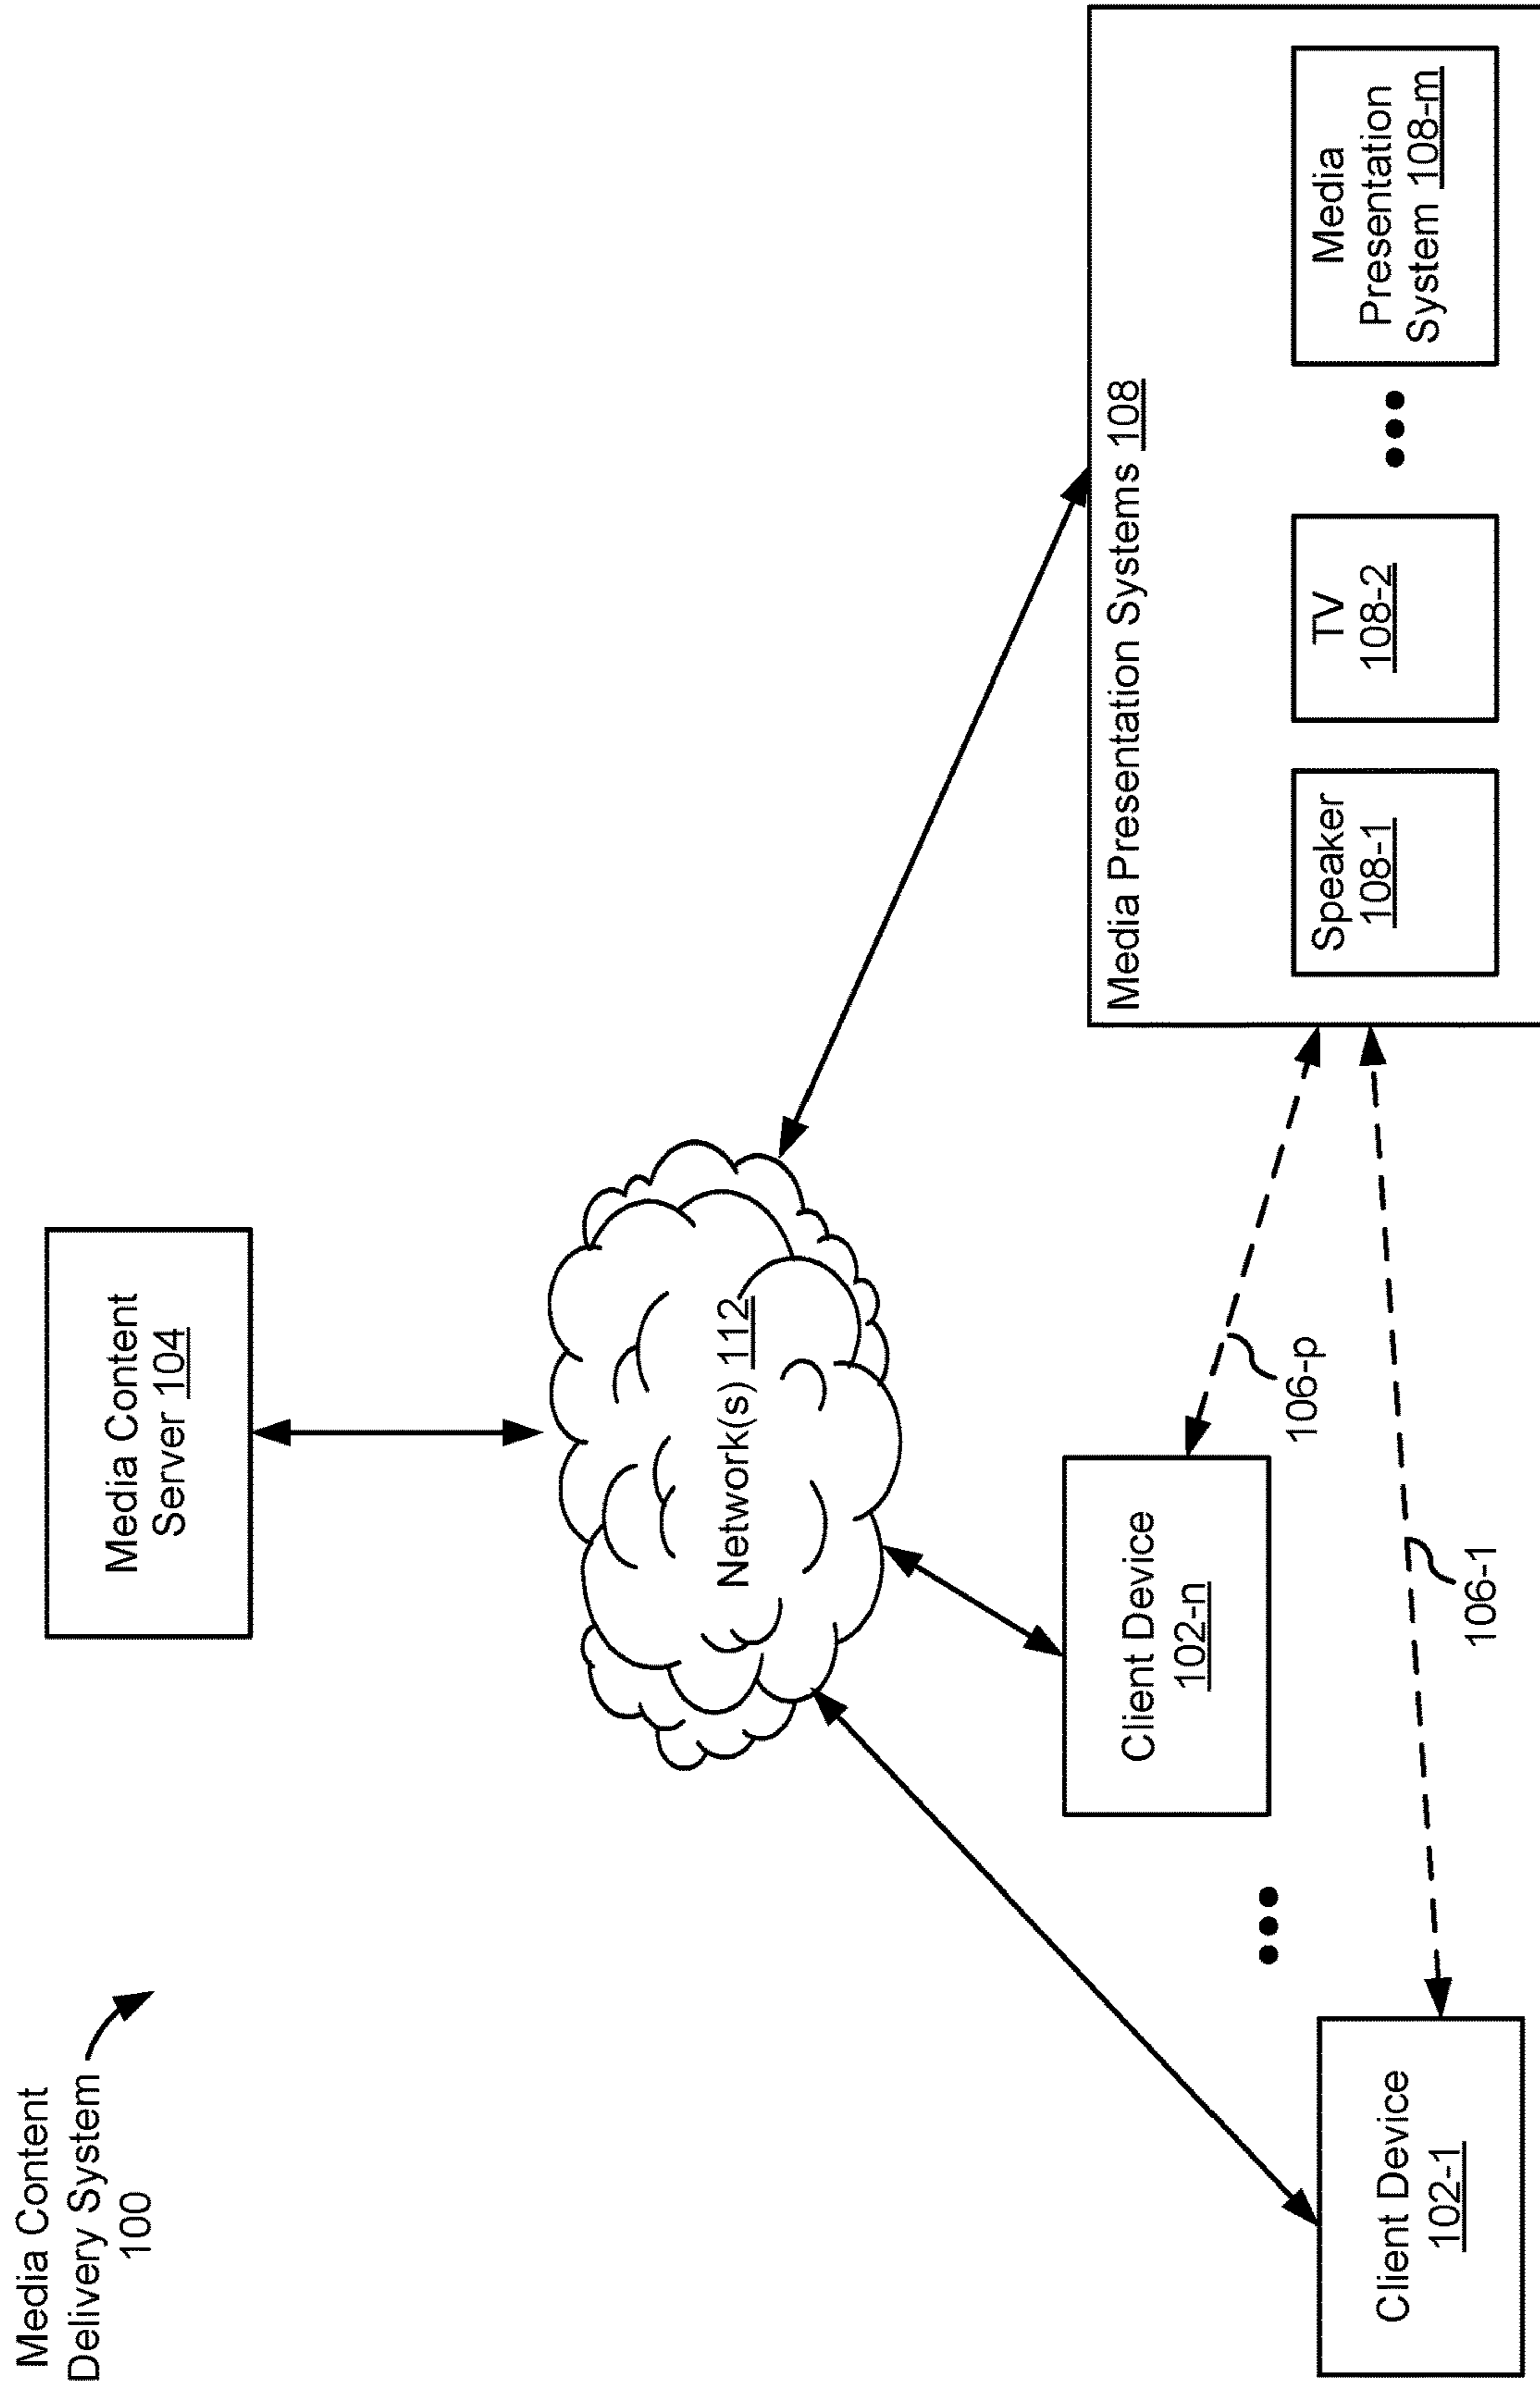 Media Content
Delivery System
100
Media Content
Server 104
Network(s) 112
Client Device
102-1
Client Device
102-n
106-p
106-1
Media Presentation Systems 108
Speaker
108-1
TV
108-2
Media
Presentation
System 108-m